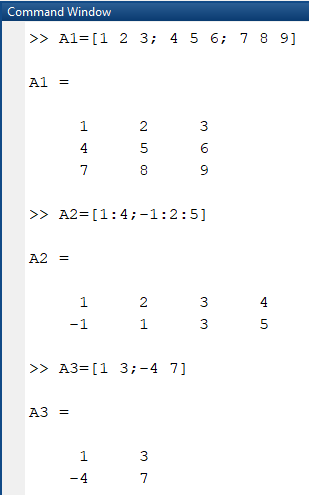 Command Window
>> A1=[1 2 3; 4 5 6; 7 8 9]
A1 =
1 2 3
4 5 6
7 8 9
>> A2=[1:4;-1:2:5]
A2 =
1 2 3 4
-1 1 3 5
>> A3=[1 3;-4 7]
A3 =
1 3
-4 7